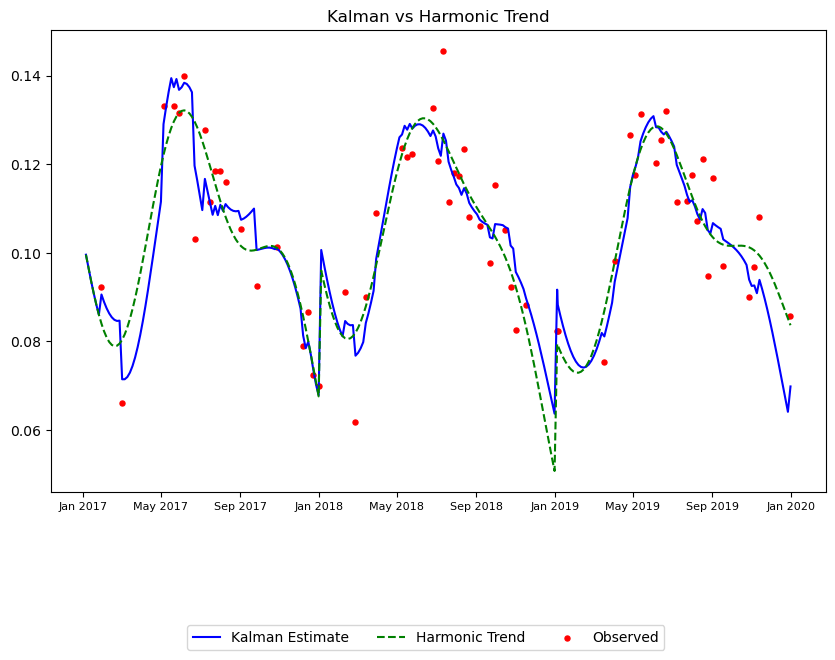 Kalman vs Harmonic Trend
0.14
0.12
0.10
0.08
0.06
Jan 2017 May 2017 Sep 2017 Jan 2018 May 2018 Sep 2018 Jan 2019 May 2019 Sep 2019 Jan 2020
Kalman Estimate Harmonic Trend Observed